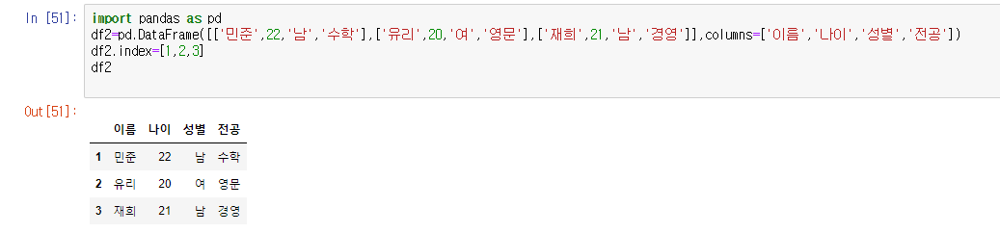 In [51]: import pandas as pd
df2=pd.DataFrame([['민준',22,'남','수학'],['유리',20,'여','영문'],['재희',21,'남','경영']],columns=['이름','나이','성별','전공'])
df2.index=[1,2,3]
df2
Out[51]:
이름 나이 성별 전공
1 민준 22 남 수학
2 유리 20 여 영문
3 재희 21 남 경영